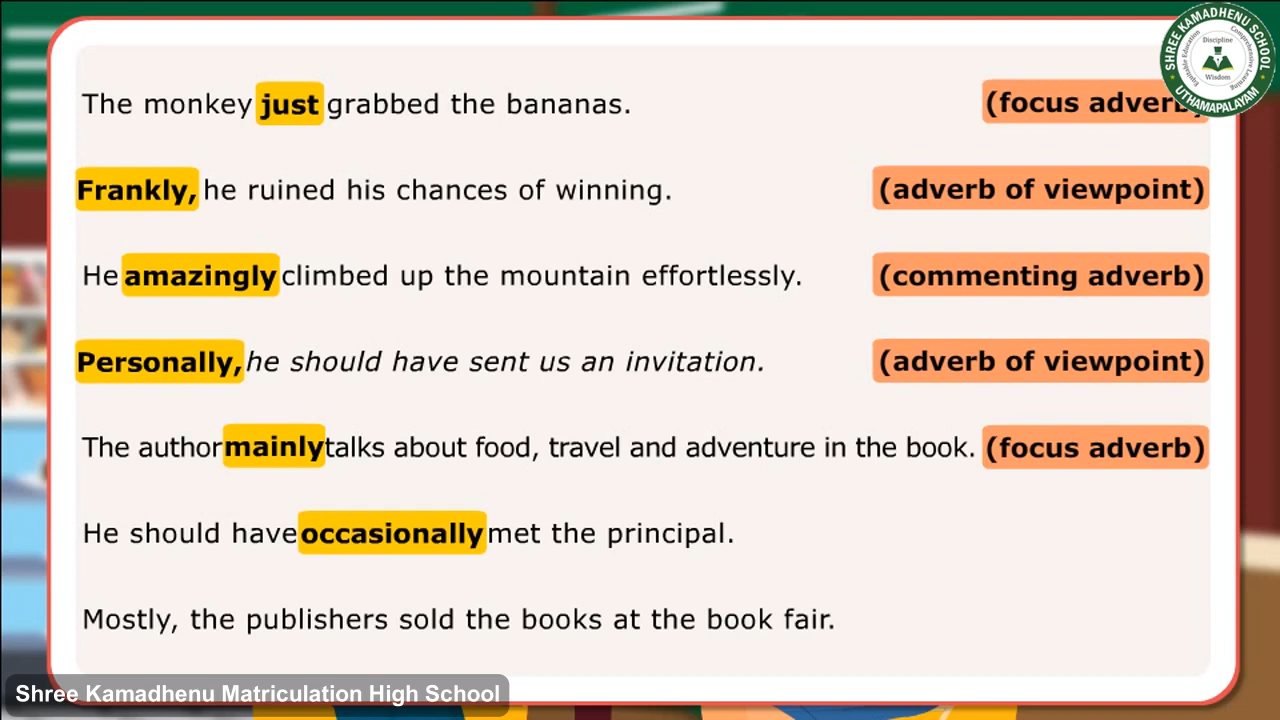 The monkey just grabbed the bananas. (focus adverb)
Frankly, he ruined his chances of winning. (adverb of viewpoint)
He amazingly climbed up the mountain effortlessly. (commenting adverb)
Personally, he should have sent us an invitation. (adverb of viewpoint)
The author mainly talks about food, travel and adventure in the book. (focus adverb)
He should have occasionally met the principal.
Mostly, the publishers sold the books at the book fair.
SHREE KAMADHENU SCHOOL
Discipline
Equitable Education
Comprehensive Learning
Wisdom
UTHAMAPALAYAM
Shree Kamadhenu Matriculation High School